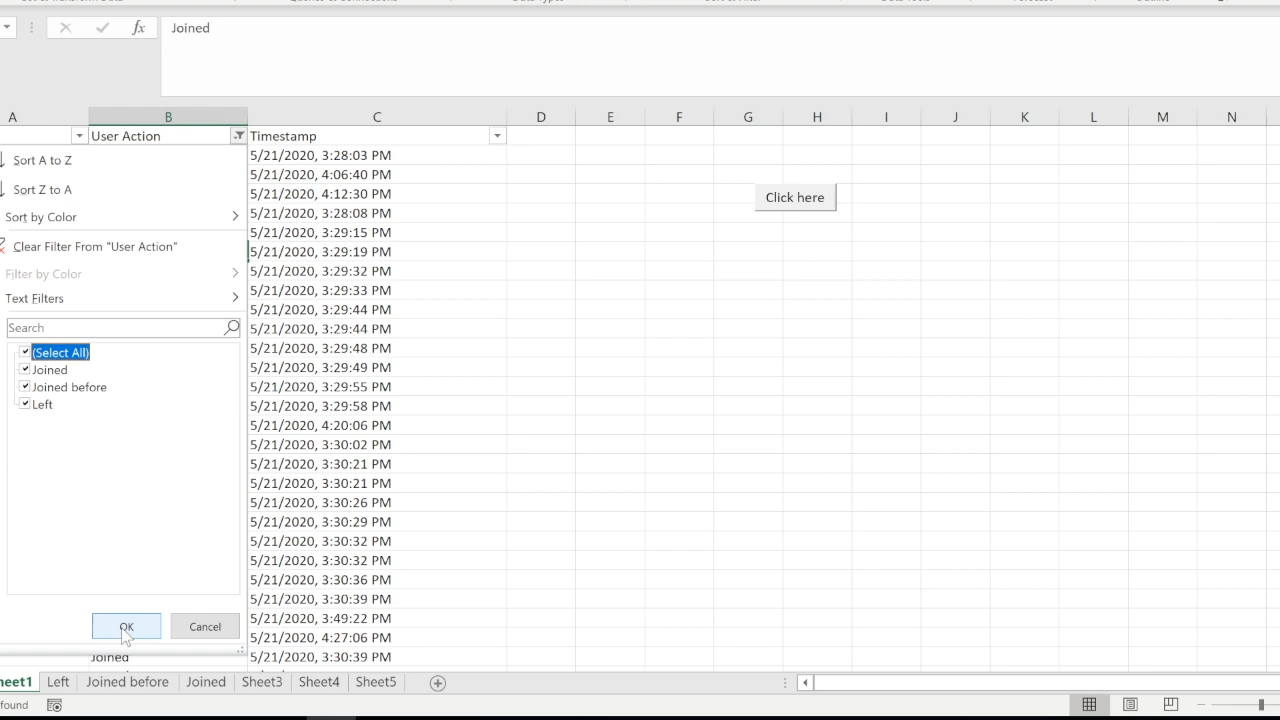 fx Joined
A B C D E F G H I J K L M N
User Action Timestamp
Sort A to Z
Sort Z to A
Sort by Color
Clear Filter From "User Action"
Filter by Color
Text Filters
Search
(Select All)
Joined
Joined before
Left
OK Cancel
Joined
5/21/2020, 3:28:03 PM
5/21/2020, 4:06:40 PM
5/21/2020, 4:12:30 PM
5/21/2020, 3:28:08 PM
5/21/2020, 3:29:15 PM
5/21/2020, 3:29:19 PM
5/21/2020, 3:29:32 PM
5/21/2020, 3:29:33 PM
5/21/2020, 3:29:44 PM
5/21/2020, 3:29:44 PM
5/21/2020, 3:29:48 PM
5/21/2020, 3:29:49 PM
5/21/2020, 3:29:55 PM
5/21/2020, 3:29:58 PM
5/21/2020, 4:20:06 PM
5/21/2020, 3:30:02 PM
5/21/2020, 3:30:21 PM
5/21/2020, 3:30:21 PM
5/21/2020, 3:30:26 PM
5/21/2020, 3:30:29 PM
5/21/2020, 3:30:32 PM
5/21/2020, 3:30:32 PM
5/21/2020, 3:30:36 PM
5/21/2020, 3:30:39 PM
5/21/2020, 3:49:22 PM
5/21/2020, 4:27:06 PM
5/21/2020, 3:30:39 PM
Click here
heet1 Left Joined before Joined Sheet3 Sheet4 Sheet5
found